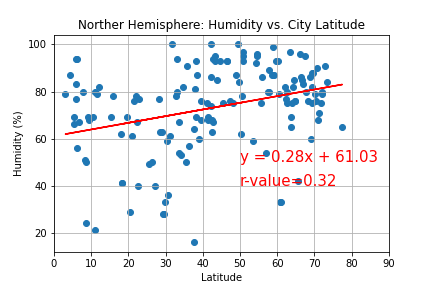 Norther Hemisphere: Humidity vs. City Latitude
100
80
60
40
20
Humidity (%)
y = 0.28x + 61.03
r-value=0.32
0 10 20 30 40 50 60 70 80 90
Latitude